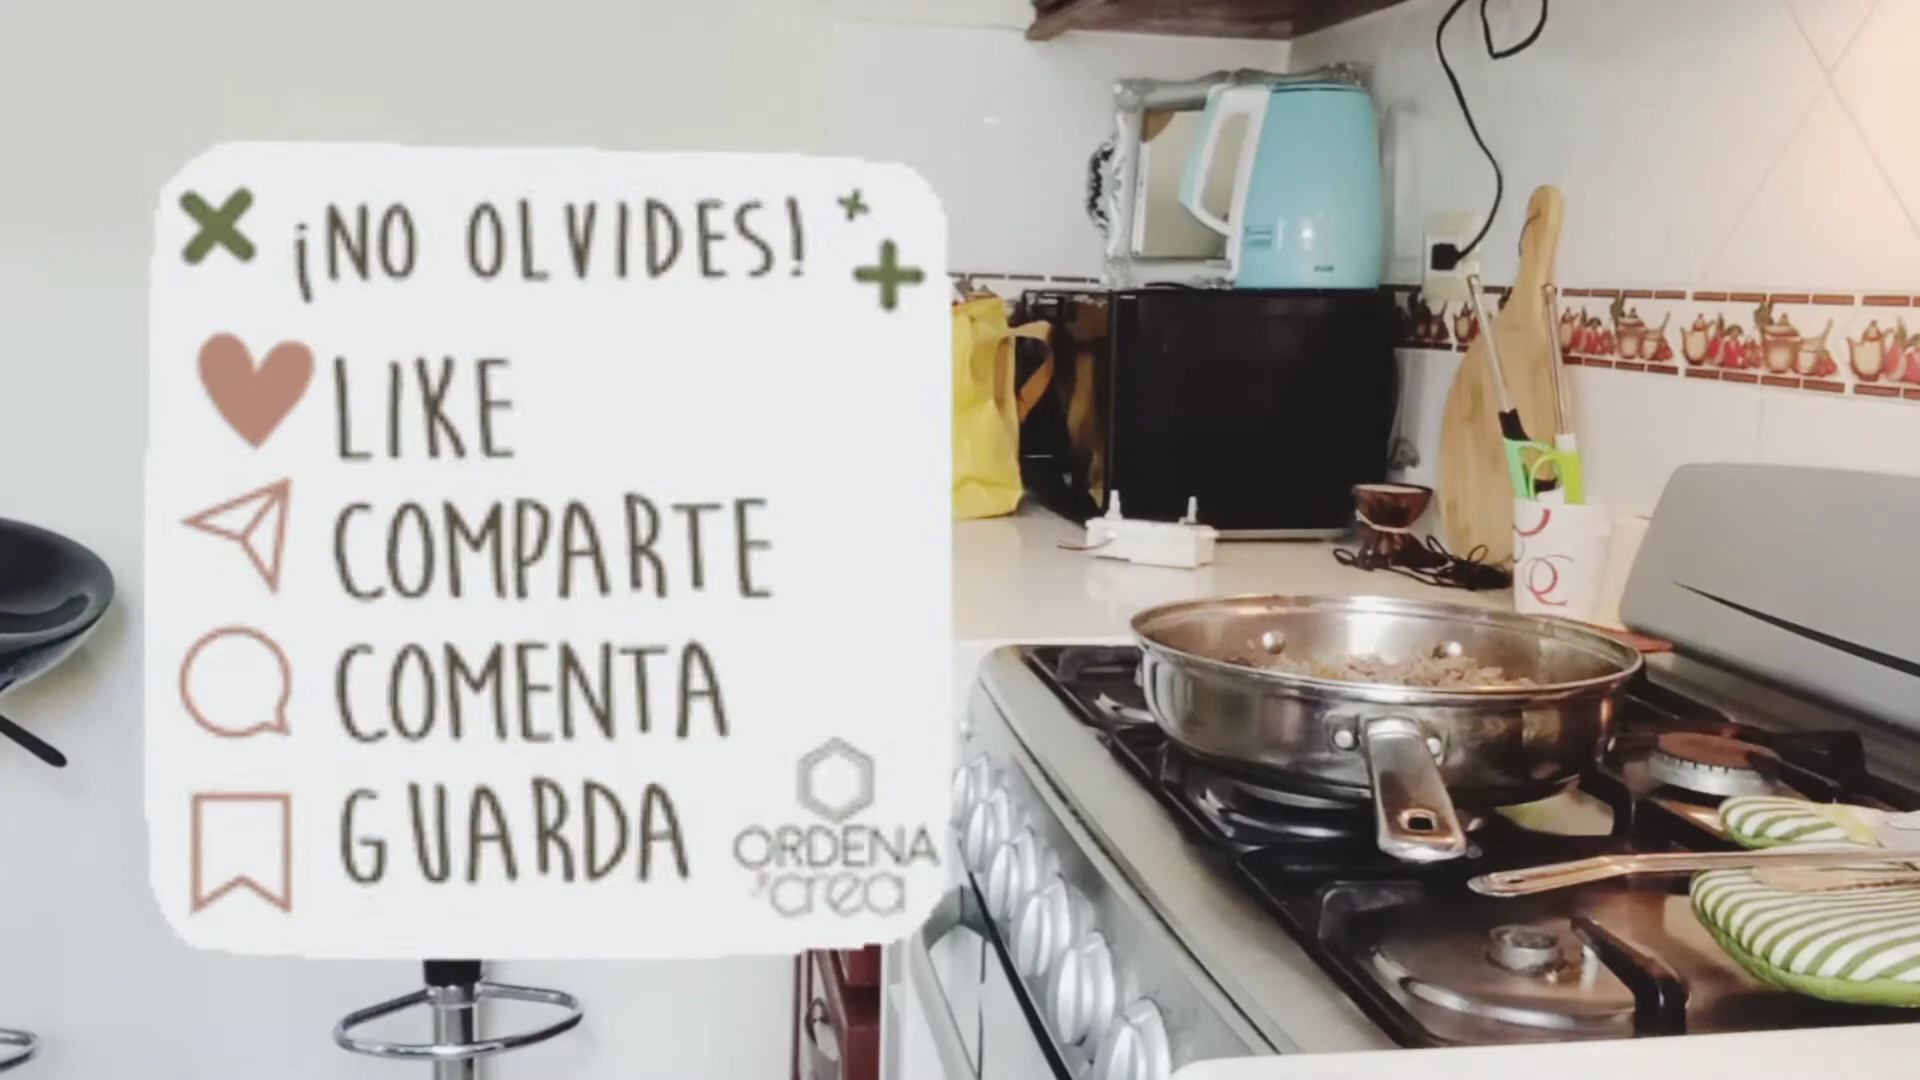 ¡NO OLVIDES!
LIKE
COMPARTE
COMENTA
GUARDA
ORDENA
y crea